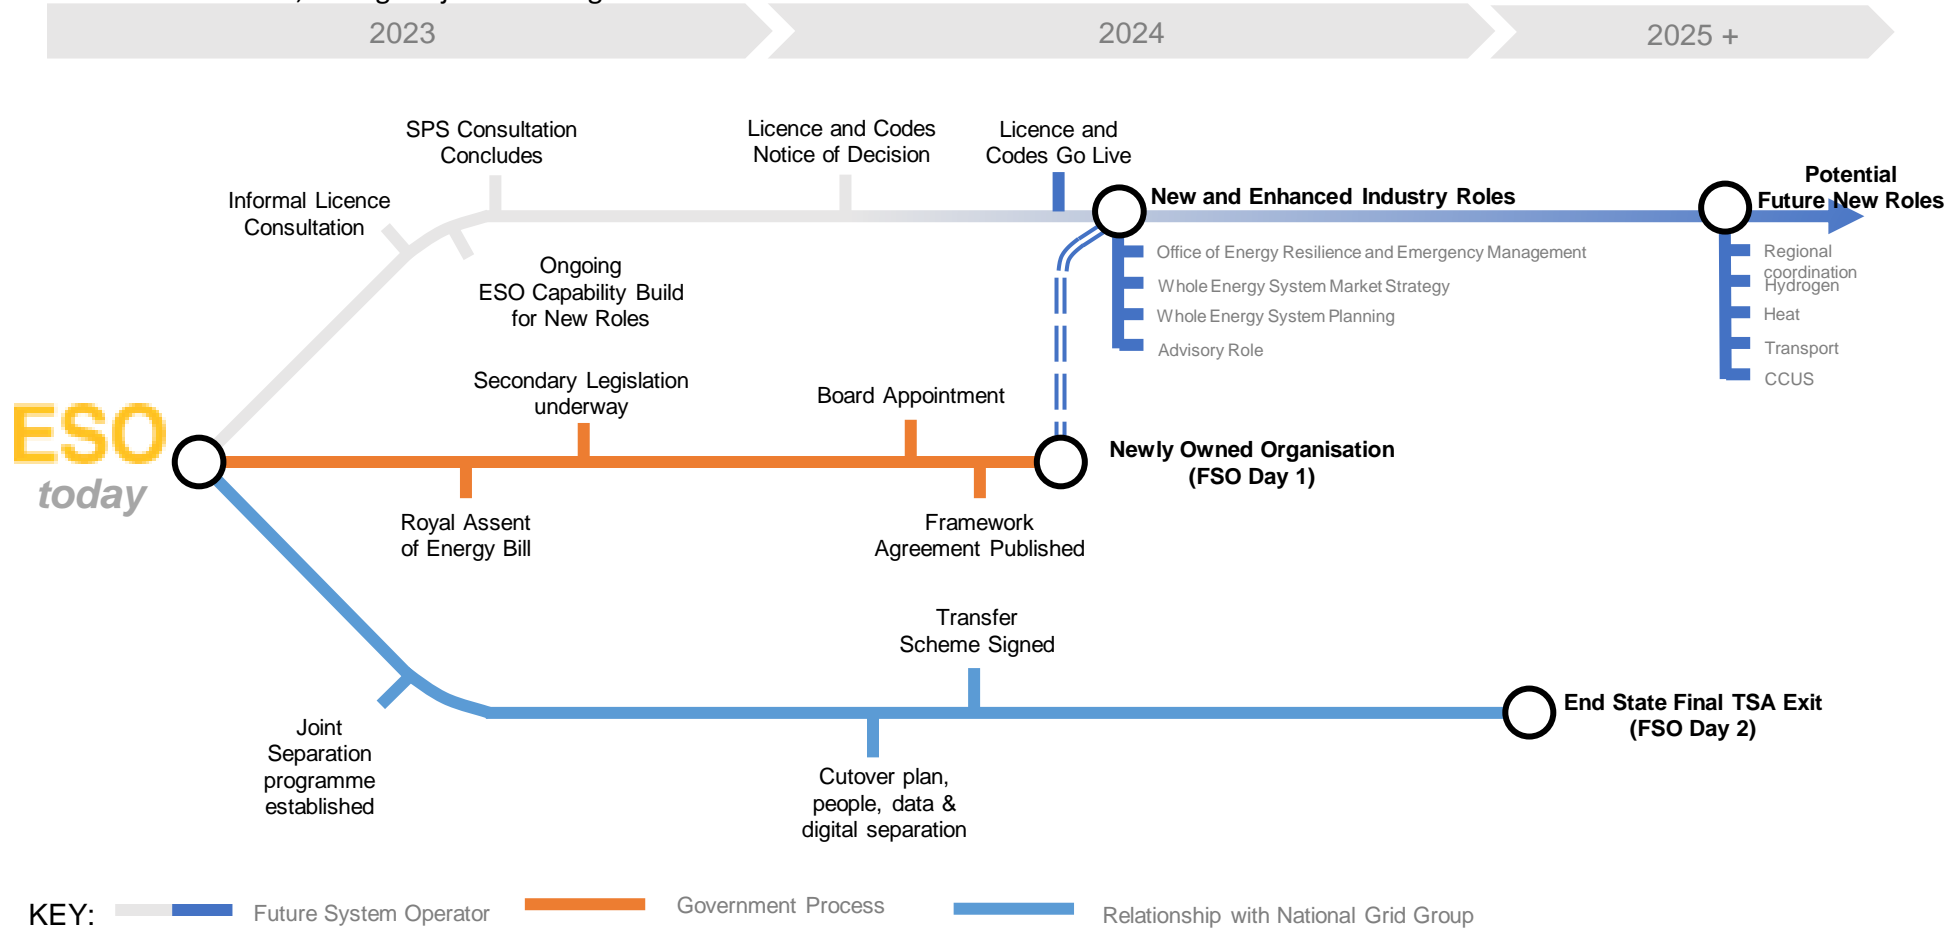 2023
2024
2025 +
SPS Consultation
Concludes
Licence and Codes
Notice of Decision
Licence and
Codes Go Live
Informal Licence
Consultation
New and Enhanced Industry Roles
Potential
Future New Roles
Ongoing
ESO Capability Build
for New Roles
Office of Energy Resilience and Emergency Management
Whole Energy System Market Strategy
Whole Energy System Planning
Advisory Role
Regional
coordination
Hydrogen
Heat
Transport
CCUS
Secondary Legislation
underway
Board Appointment
ESO
today
Newly Owned Organisation
(FSO Day 1)
Royal Assent
of Energy Bill
Framework
Agreement Published
Transfer
Scheme Signed
End State Final TSA Exit
(FSO Day 2)
Joint
Separation
programme
established
Cutover plan,
people, data &
digital separation
KEY:
Future System Operator
Government Process
Relationship with National Grid Group